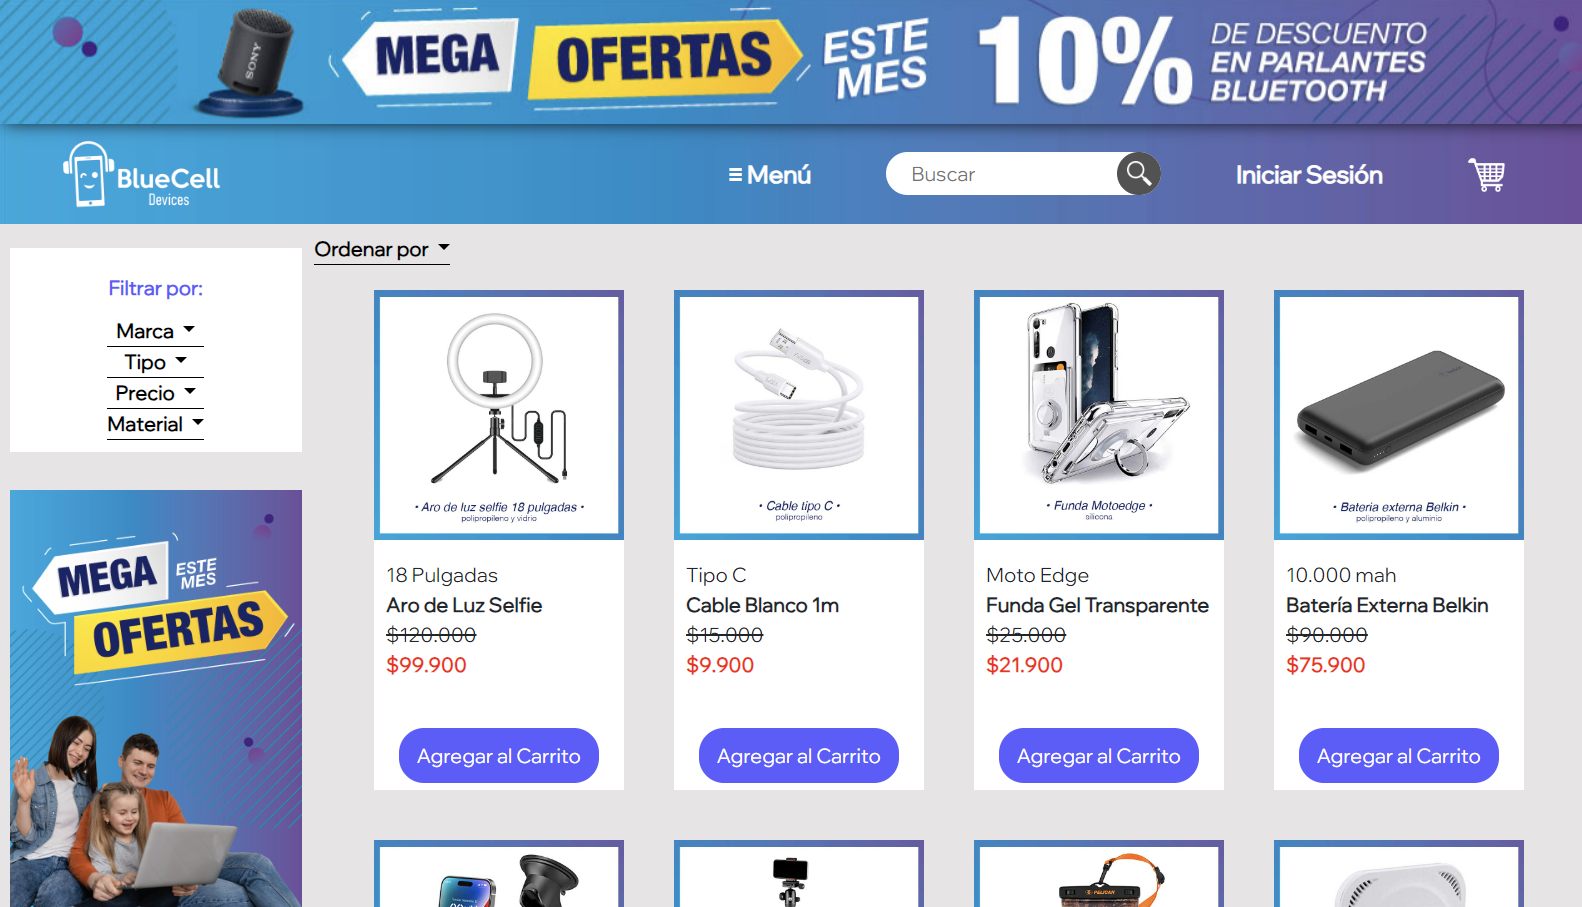 SONY
MEGA OFERTAS ESTE MES 10% DE DESCUENTO EN PARLANTES BLUETOOTH
BlueCell
Devices
Menú
Buscar
Iniciar Sesión
Ordenar por
Filtrar por:
Marca
Tipo
Precio
Material
MEGA ESTE MES
OFERTAS
• Aro de luz selfie 18 pulgadas •
polipropileno y vidrio
18 Pulgadas
Aro de Luz Selfie
$120.000
$99.900
Agregar al Carrito
• Cable tipo C •
polipropileno
Tipo C
Cable Blanco 1m
$15.000
$9.900
Agregar al Carrito
• Funda Motoedge •
silicona
Moto Edge
Funda Gel Transparente
$25.000
$21.900
Agregar al Carrito
• Bateria externa Belkin •
polipropileno y aluminio
10.000 mah
Batería Externa Belkin
$90.000
$75.900
Agregar al Carrito
PELICAN